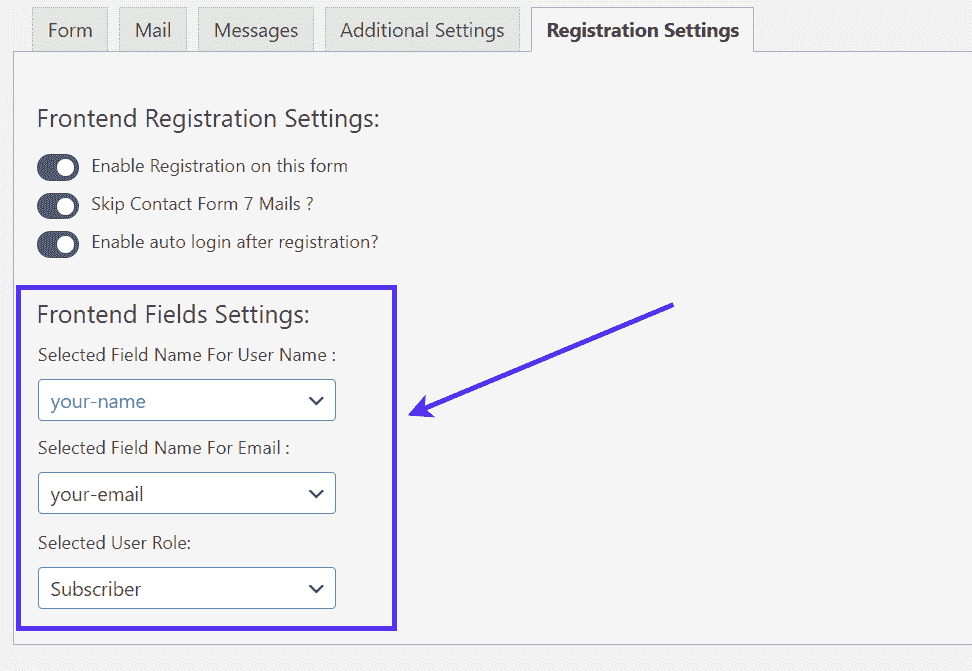 Form Mail Messages Additional Settings Registration Settings
Frontend Registration Settings:
Enable Registration on this form
Skip Contact Form 7 Mails ?
Enable auto login after registration?
Frontend Fields Settings:
Selected Field Name For User Name :
your-name
Selected Field Name For Email :
your-email
Selected User Role:
Subscriber